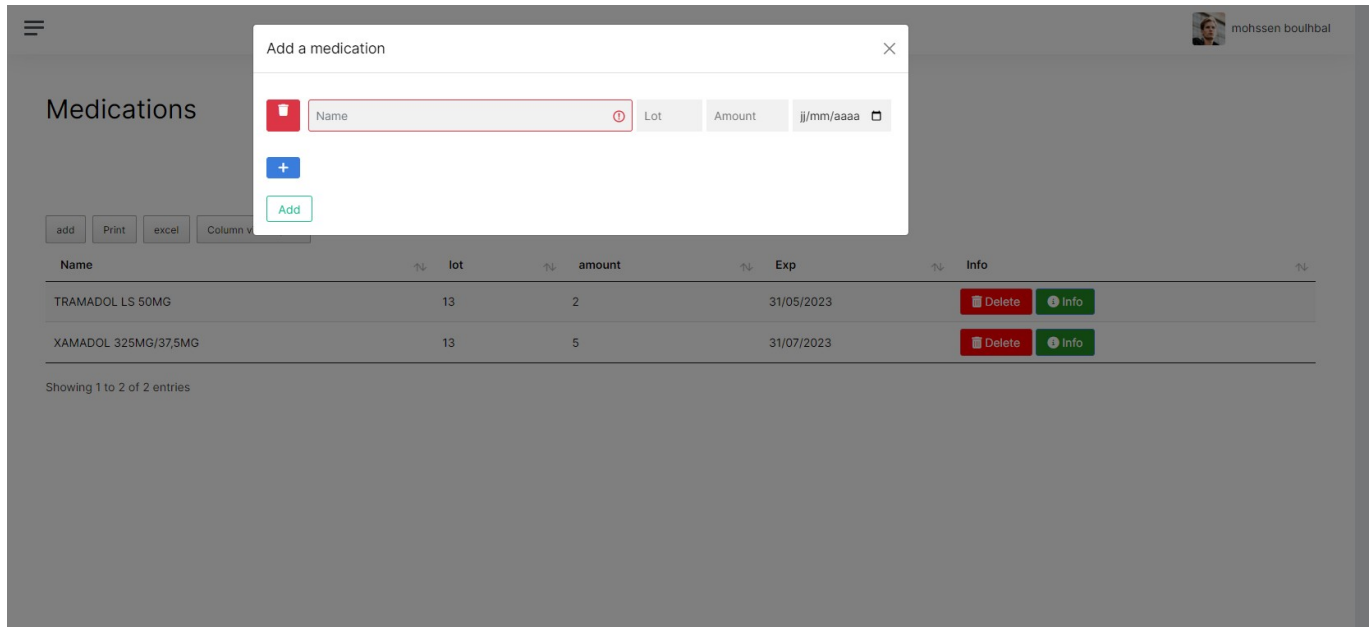 mohssen boulhbal
Add a medication
Medications
Name Lot Amount jj/mm/aaaa
+
Add
add Print excel Column v
Name lot amount Exp Info
TRAMADOL LS 50MG 13 2 31/05/2023 Delete Info
XAMADOL 325MG/37,5MG 13 5 31/07/2023 Delete Info
Showing 1 to 2 of 2 entries